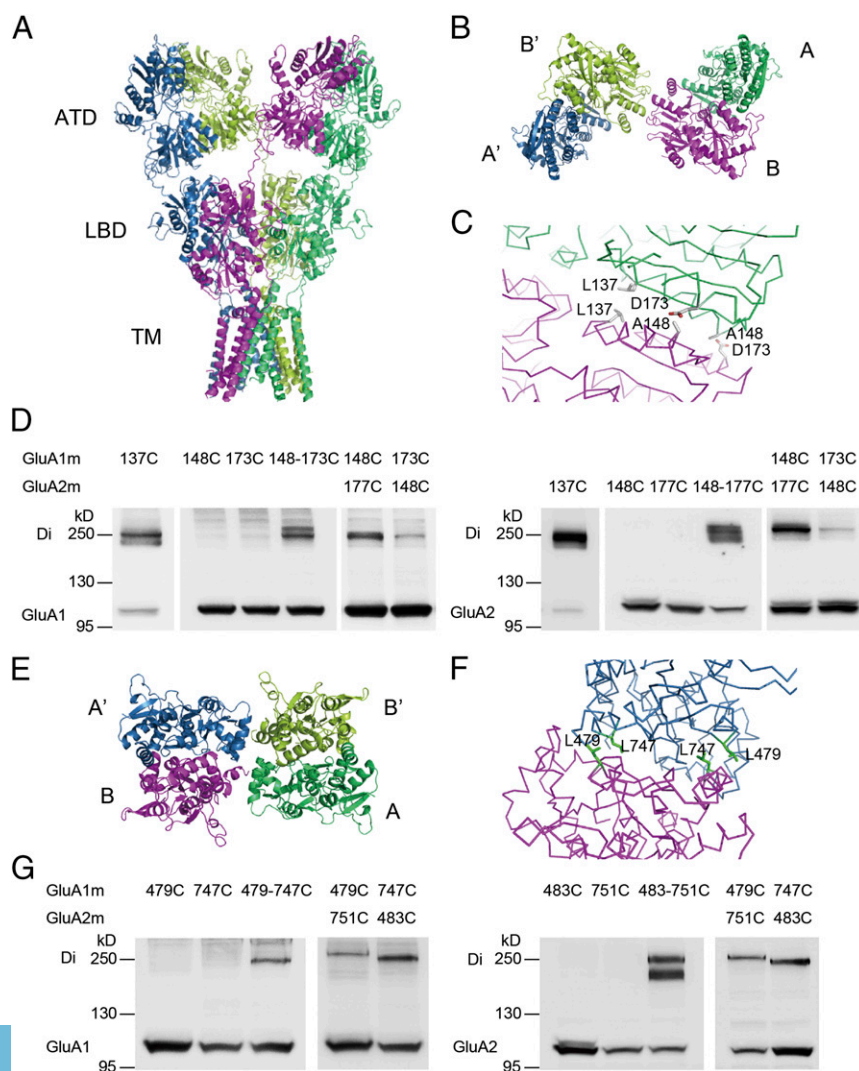 A
ATD
LBD
TM
B
B'
A
A'
B
C
L137
L137
D173
A148
A148
D173
D
GluA1m 137C 148C 173C 148-173C 148C 173C
GluA2m 177C 148C
kD
Di 250
130
GluA1
95
148C 173C
137C 148C 177C 148-177C 177C 148C
kD
Di 250
130
GluA2
95
E
A'
B'
B
A
F
L479
L747
L747
L479
G
GluA1m 479C 747C 479-747C 479C 747C
GluA2m 751C 483C
kD
Di 250
130
GluA1
95
483C 751C 483-751C 479C 747C
751C 483C
kD
Di 250
130
GluA2
95